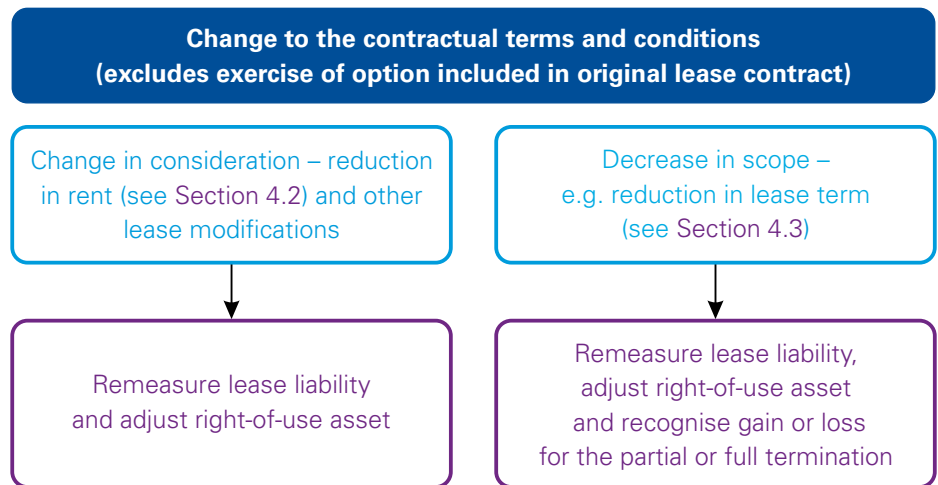 Change to the contractual terms and conditions
(excludes exercise of option included in original lease contract)
Change in consideration – reduction
in rent (see Section 4.2) and other
lease modifications
Decrease in scope –
e.g. reduction in lease term
(see Section 4.3)
Remeasure lease liability
and adjust right-of-use asset
Remeasure lease liability,
adjust right-of-use asset
and recognise gain or loss
for the partial or full termination